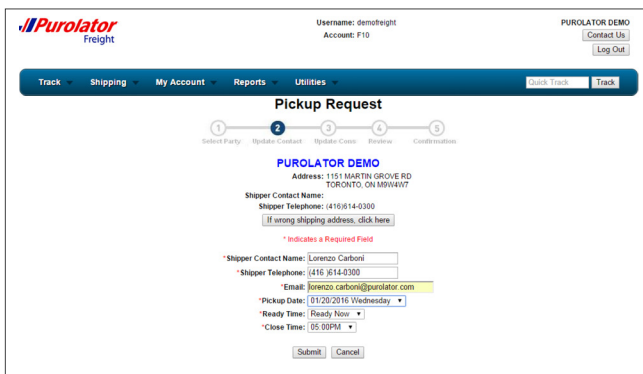 Purolator
Freight
Username: demofreight
Account: F10
PUROLATOR DEMO
Contact Us
Log Out
Track Shipping My Account Reports Utilities Quick Track Track
Pickup Request
1 2 3 4 5
Select Party Update Contact Update Cons Review Confirmation
PUROLATOR DEMO
Address: 1151 MARTIN GROVE RD
TORONTO, ON M9W4W7
Shipper Contact Name:
Shipper Telephone: (416)614-0300
If wrong shipping address, click here
* Indicates a Required Field
*Shipper Contact Name: Lorenzo Carboni
*Shipper Telephone: (416 )614-0300
*Email: lorenzo.carboni@purolator.com
*Pickup Date: 01/20/2016 Wednesday
*Ready Time: Ready Now
*Close Time: 05:00PM
Submit Cancel